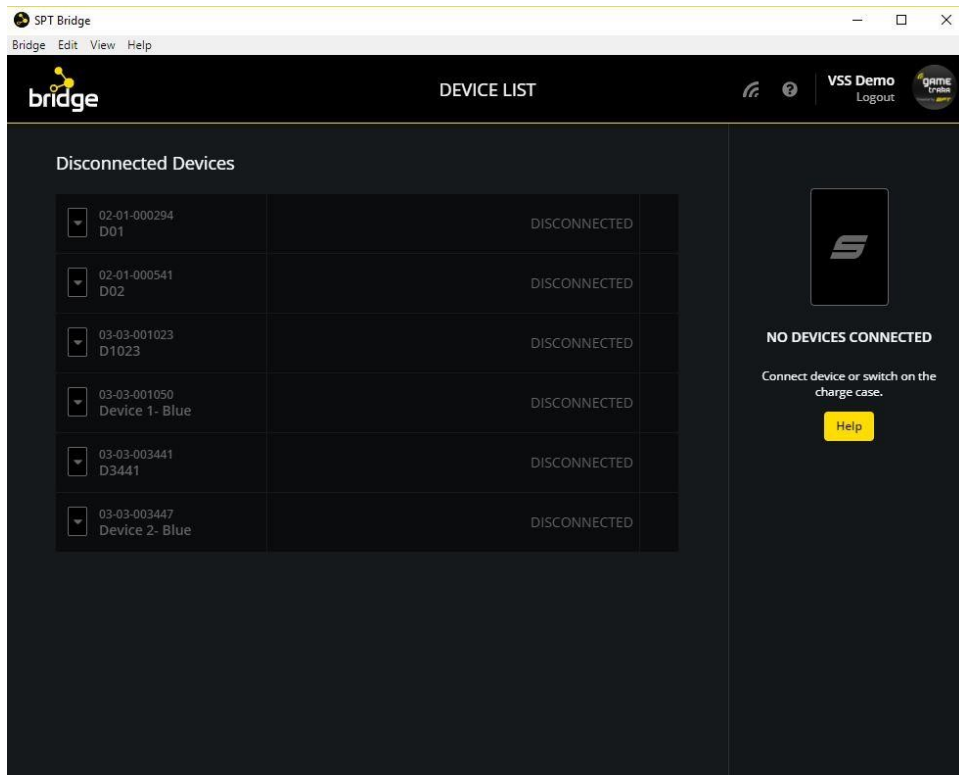 SPT Bridge
Bridge Edit View Help
bridge
DEVICE LIST
VSS Demo
Logout
game
traka
Disconnected Devices
02-01-000294
D01
DISCONNECTED
02-01-000541
D02
DISCONNECTED
03-03-001023
D1023
DISCONNECTED
03-03-001050
Device 1- Blue
DISCONNECTED
03-03-003441
D3441
DISCONNECTED
03-03-003447
Device 2- Blue
DISCONNECTED
NO DEVICES CONNECTED
Connect device or switch on the
charge case.
Help